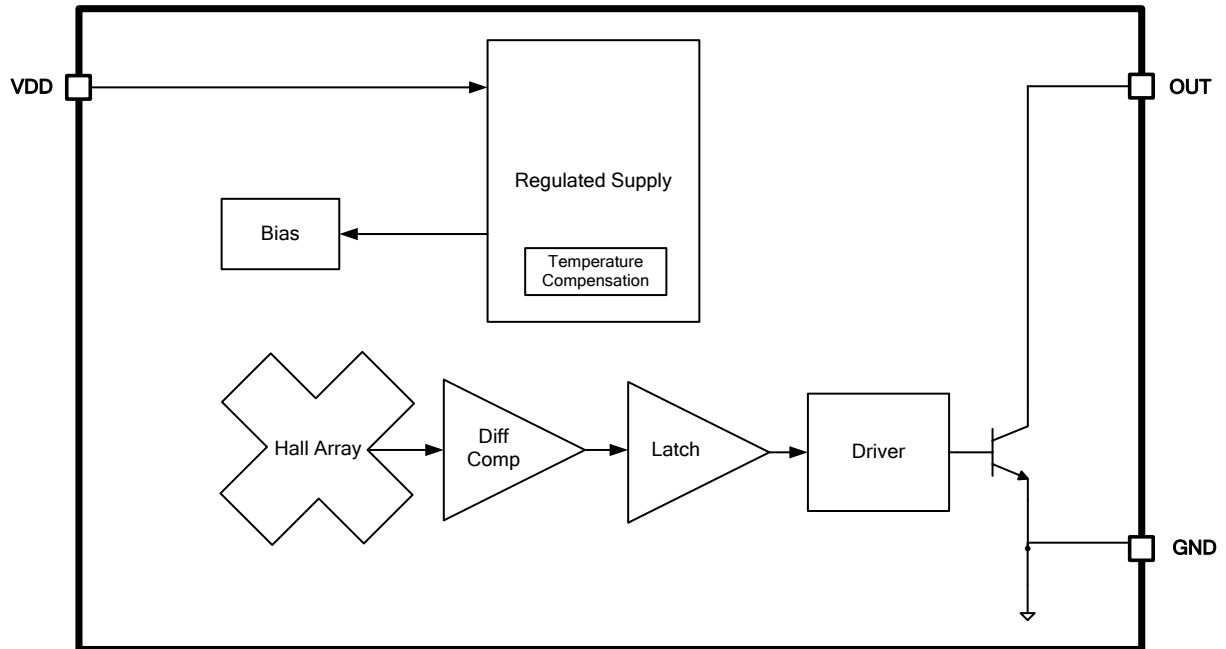 VDD
OUT
Regulated Supply
Bias
Temperature
Compensation
Hall Array
Diff
Comp
Latch
Driver
GND